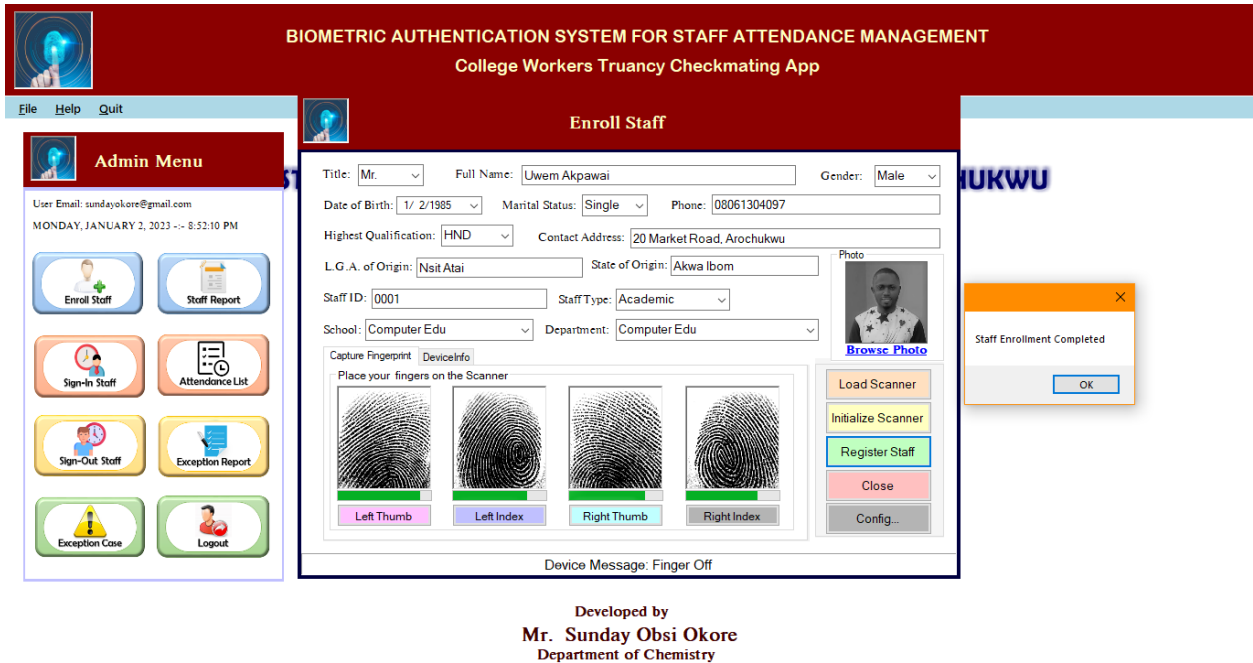 BIOMETRIC AUTHENTICATION SYSTEM FOR STAFF ATTENDANCE MANAGEMENT
College Workers Truancy Checkmating App
File Help Quit
Admin Menu
User Email: sundayokore@gmail.com
MONDAY, JANUARY 2, 2023 -:- 8:52:10 PM
Enroll Staff Staff Report
Sign-In Staff Attendance List
Sign-Out Staff Exception Report
Exception Case Logout
Enroll Staff
Title: Mr. Full Name: Uwem Akpawai Gender: Male
Date of Birth: 1/ 2/1985 Marital Status: Single Phone: 08061304097
Highest Qualification: HND Contact Address: 20 Market Road, Arochukwu
L.G.A. of Origin: Nsit Atai State of Origin: Akwa Ibom
Staff ID: 0001 Staff Type: Academic
School: Computer Edu Department: Computer Edu
Photo
Browse Photo
Capture Fingerprint DeviceInfo
Place your fingers on the Scanner
Left Thumb Left Index Right Thumb Right Index
Load Scanner
Initialize Scanner
Register Staff
Close
Config...
Device Message: Finger Off
HUKWU
Staff Enrollment Completed
OK
Developed by
Mr. Sunday Obsi Okore
Department of Chemistry